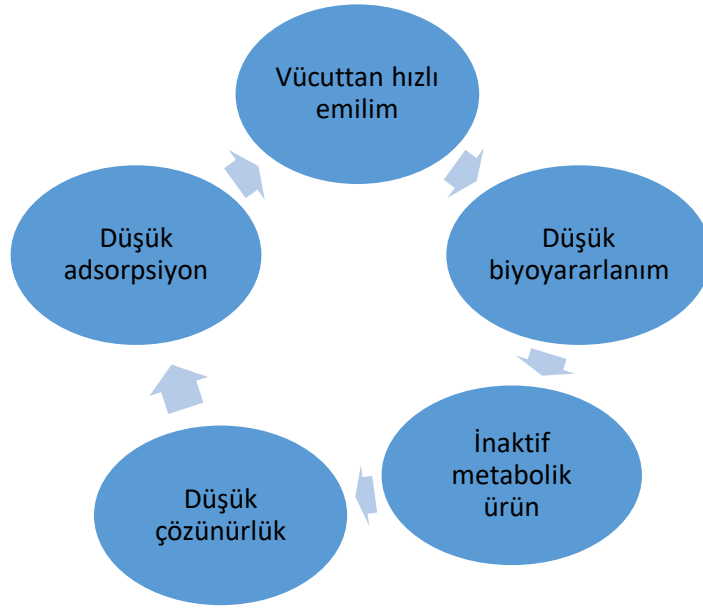 Vücuttan hızlı
emilim
Düşük
biyoyararlanım
İnaktif
metabolik
ürün
Düşük
çözünürlük
Düşük
adsorpsiyon